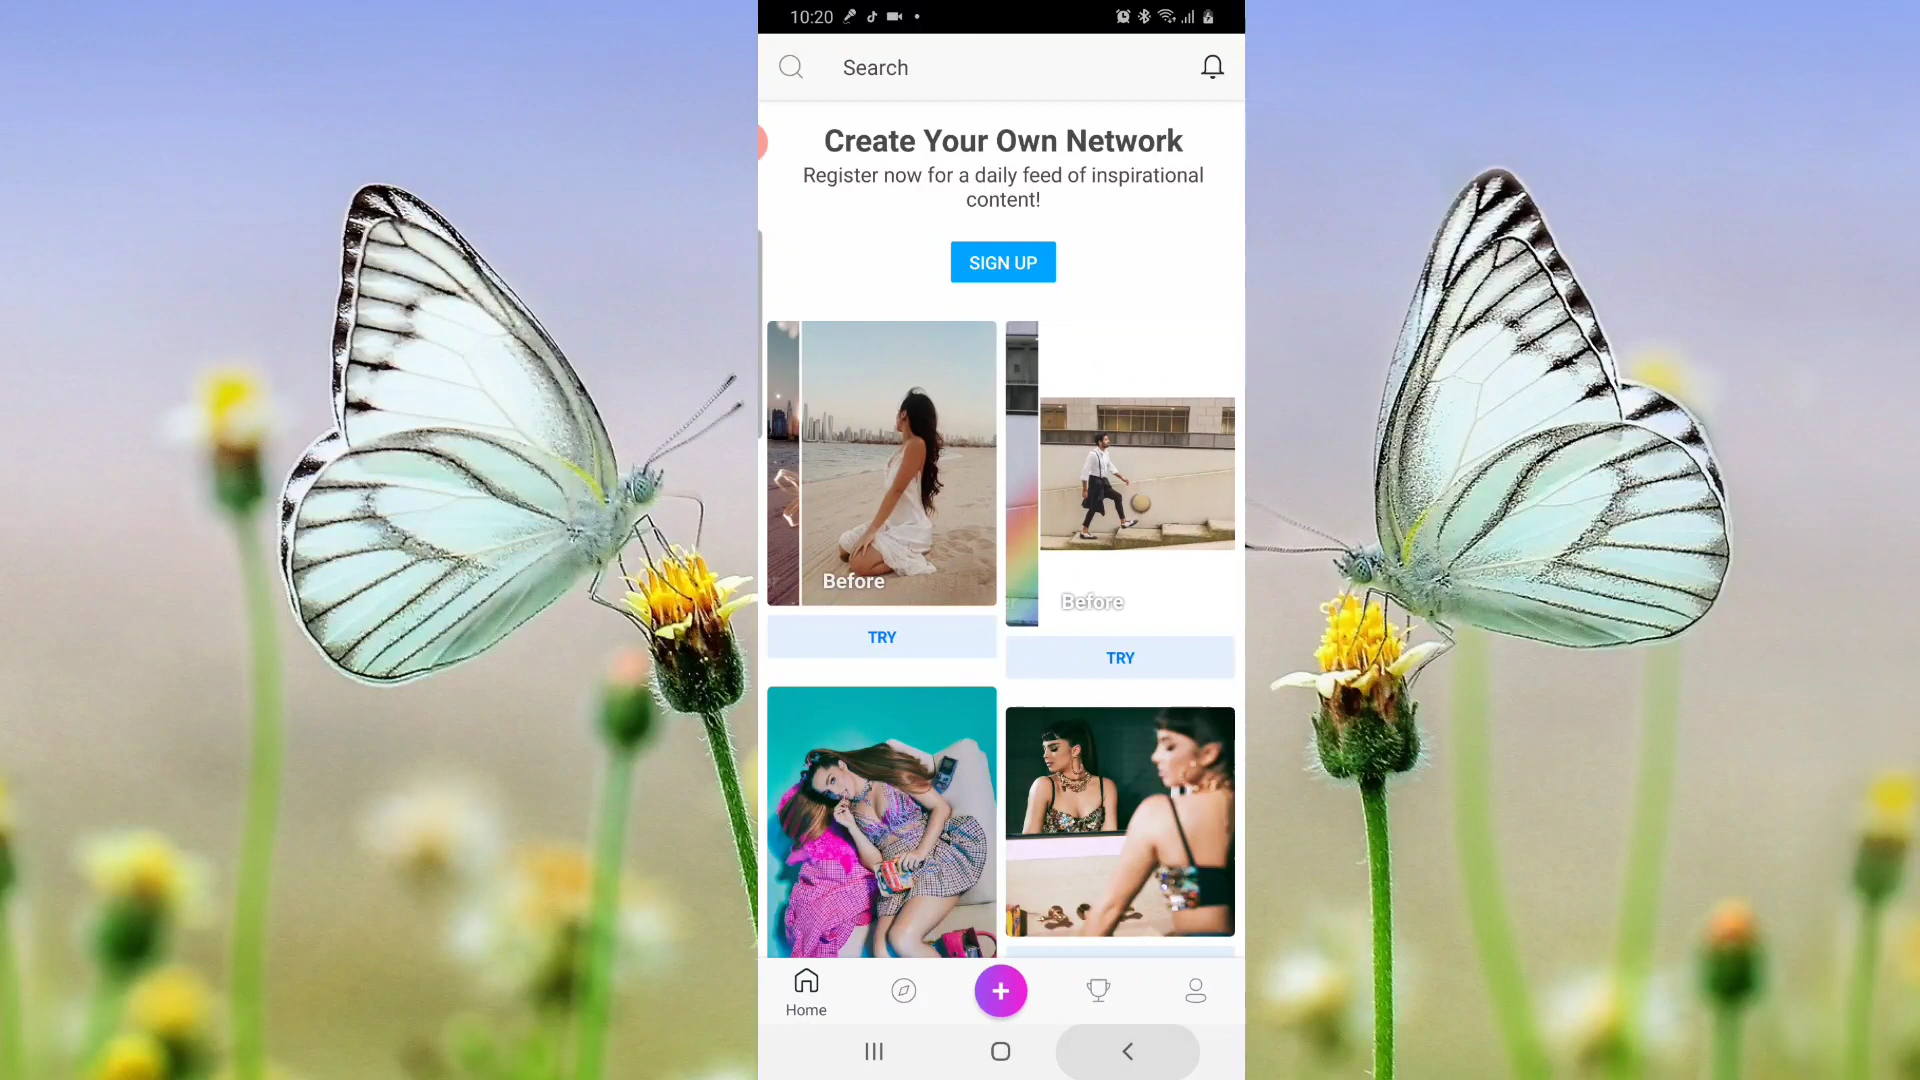 10:20
Search
Create Your Own Network
Register now for a daily feed of inspirational
content!
SIGN UP
Before
Before
TRY
TRY
Home